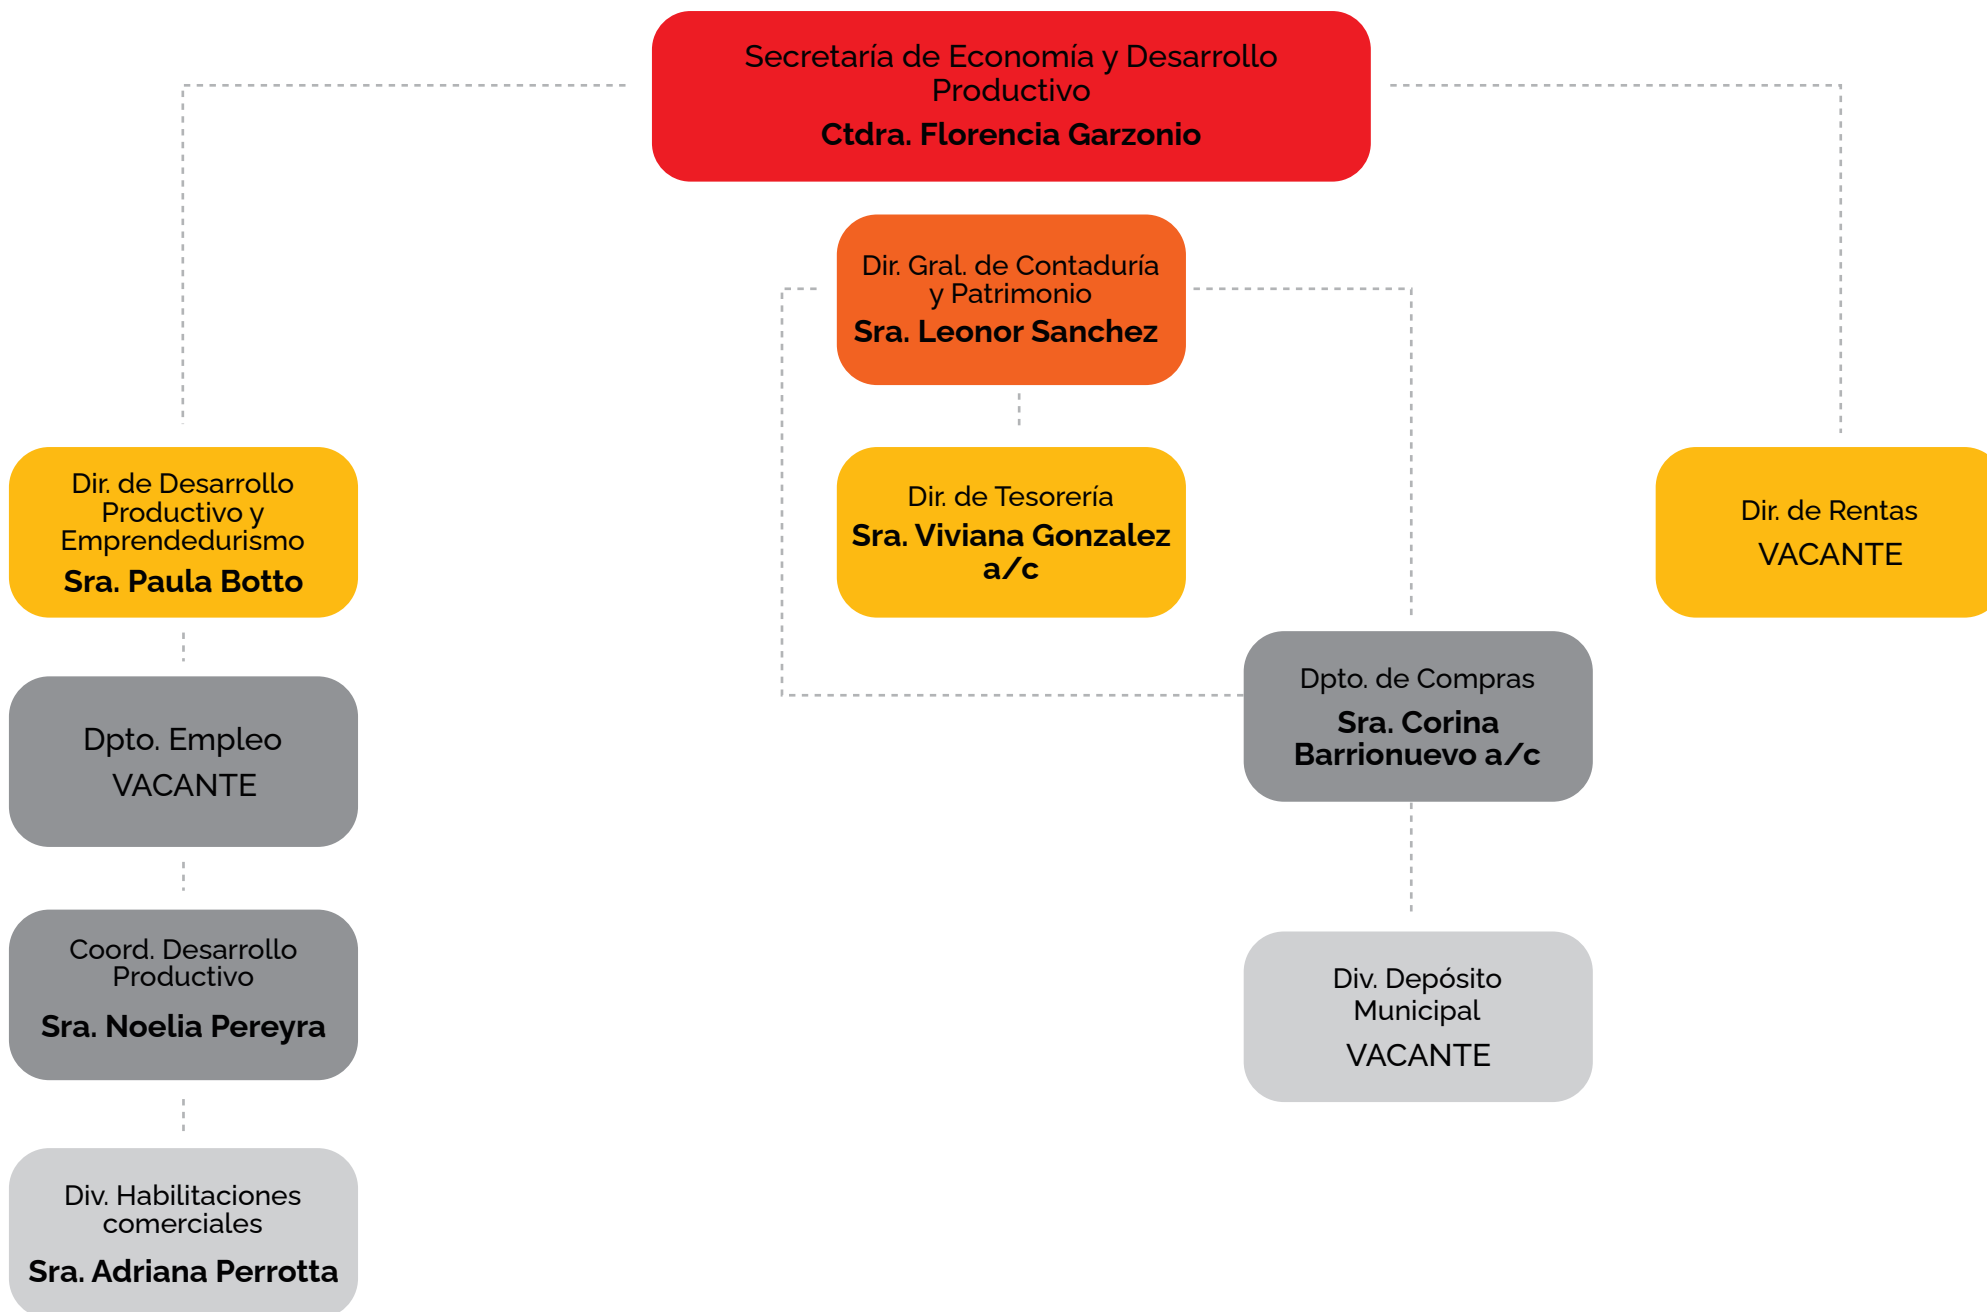 Secretaría de Economía y Desarrollo
Productivo
Ctdra. Florencia Garzonio
Dir. Gral. de Contaduría
y Patrimonio
Sra. Leonor Sanchez
Dir. de Desarrollo
Productivo y
Emprendedurismo
Sra. Paula Botto
Dir. de Tesorería
Sra. Viviana Gonzalez
a/c
Dir. de Rentas
VACANTE
Dpto. Empleo
VACANTE
Dpto. de Compras
Sra. Corina
Barrionuevo a/c
Coord. Desarrollo
Productivo
Sra. Noelia Pereyra
Div. Depósito
Municipal
VACANTE
Div. Habilitaciones
comerciales
Sra. Adriana Perrotta